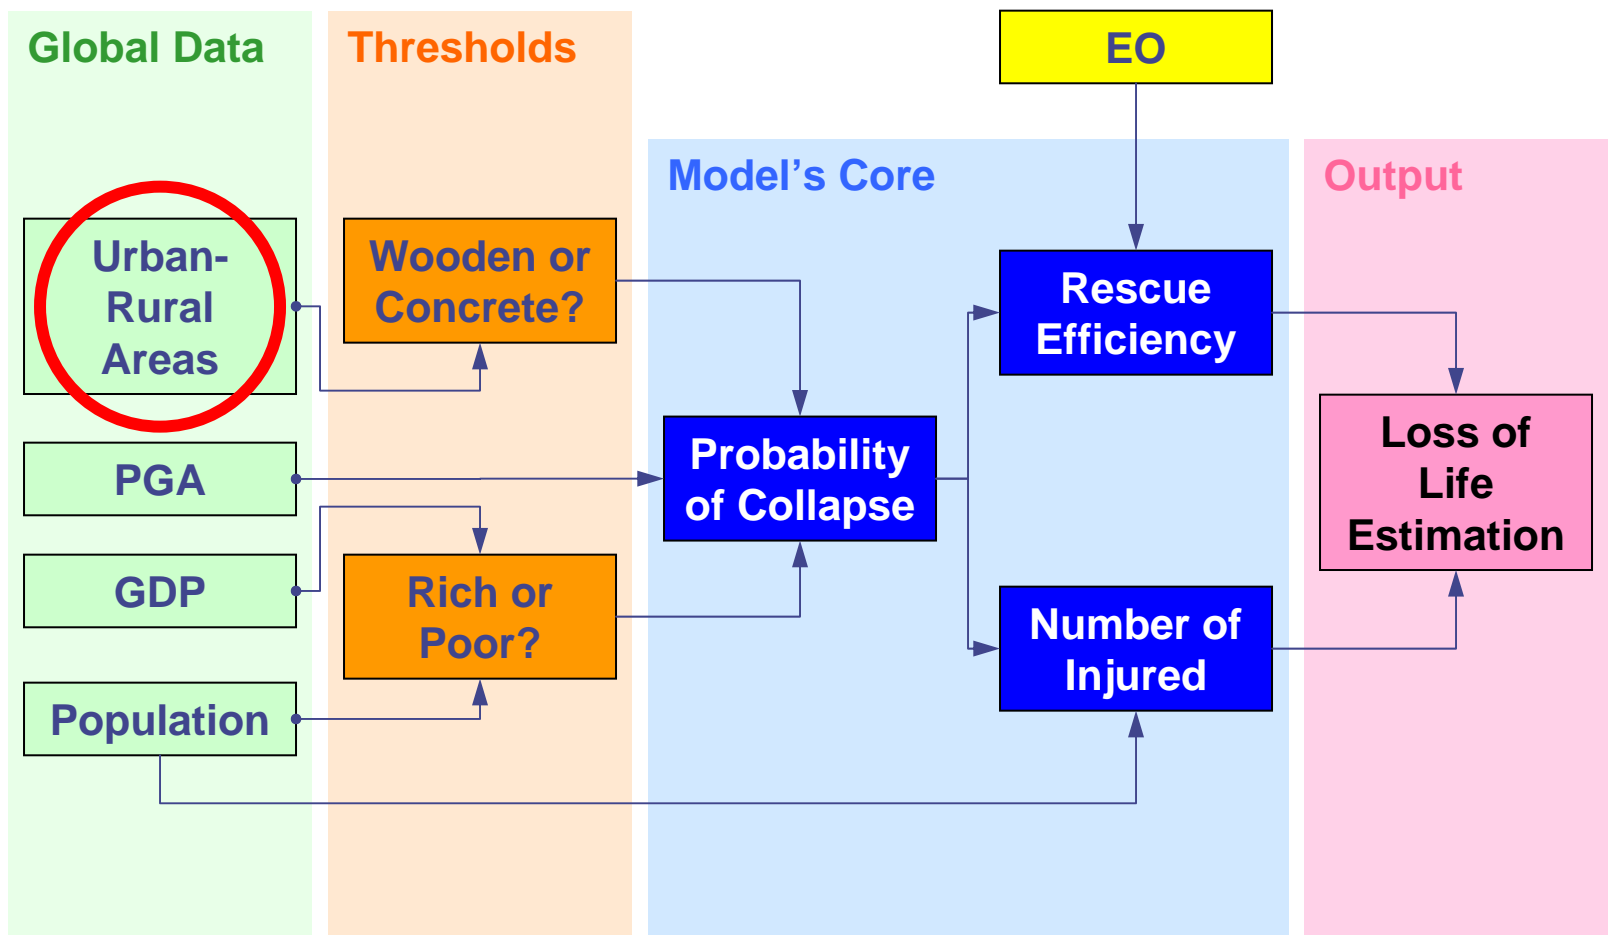 Global Data
Thresholds
EO
Model’s Core
Output
Urban-
Rural
Areas
Wooden or
Concrete?
Rescue
Efficiency
PGA
Probability
of Collapse
Loss of
Life
Estimation
GDP
Rich or
Poor?
Number of
Injured
Population